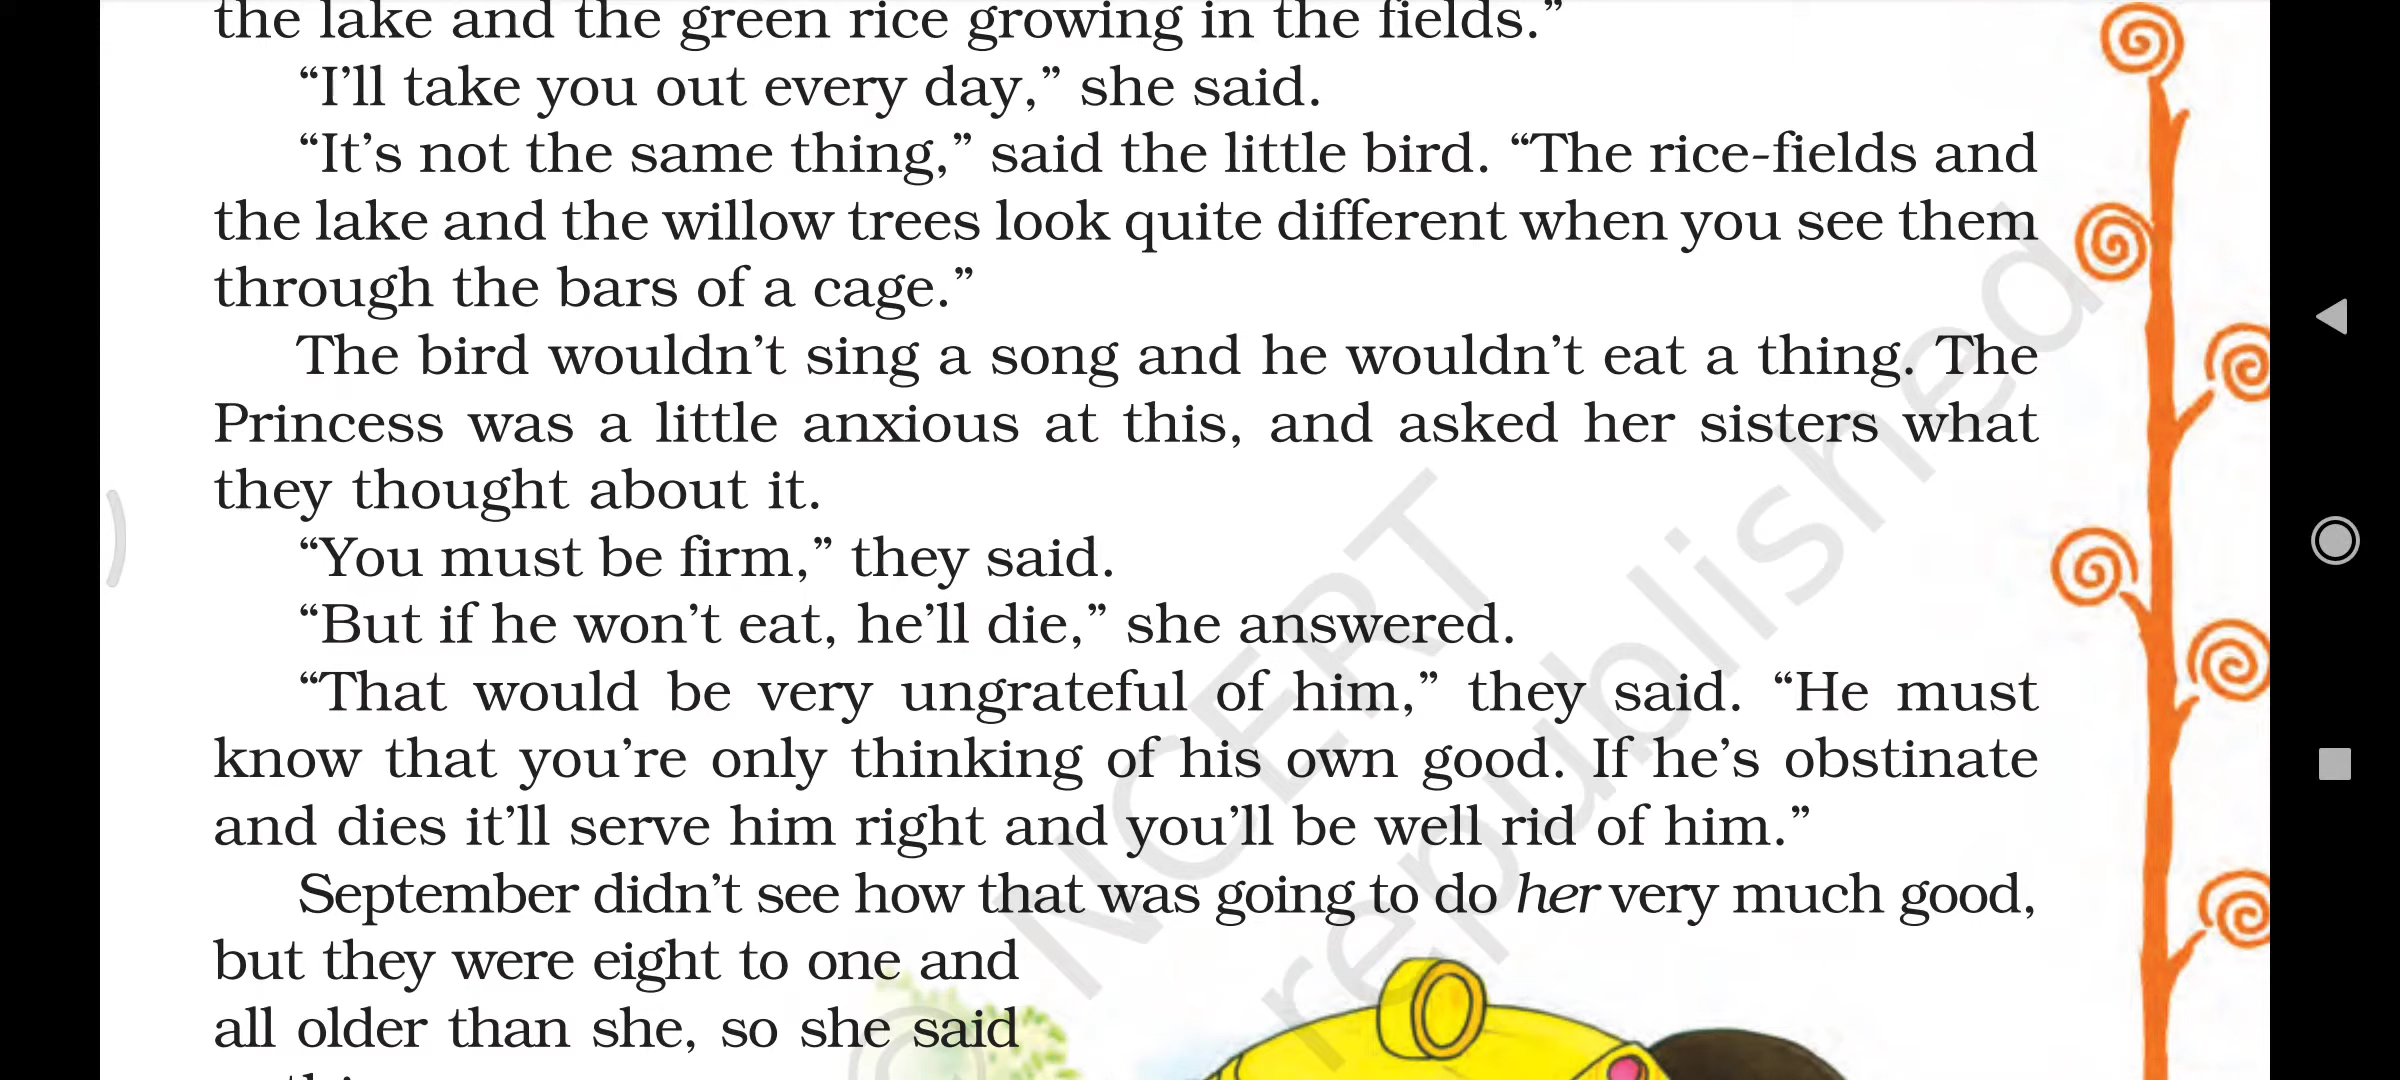 the lake and the green rice growing in the fields.”
“I’ll take you out every day,” she said.
“It’s not the same thing,” said the little bird. “The rice-fields and
the lake and the willow trees look quite different when you see them
through the bars of a cage.”
The bird wouldn’t sing a song and he wouldn’t eat a thing. The
Princess was a little anxious at this, and asked her sisters what
they thought about it.
“You must be firm,” they said.
“But if he won’t eat, he’ll die,” she answered.
“That would be very ungrateful of him,” they said. “He must
know that you’re only thinking of his own good. If he’s obstinate
and dies it’ll serve him right and you’ll be well rid of him.”
September didn’t see how that was going to do her very much good,
but they were eight to one and
all older than she, so she said
NCERT
republished